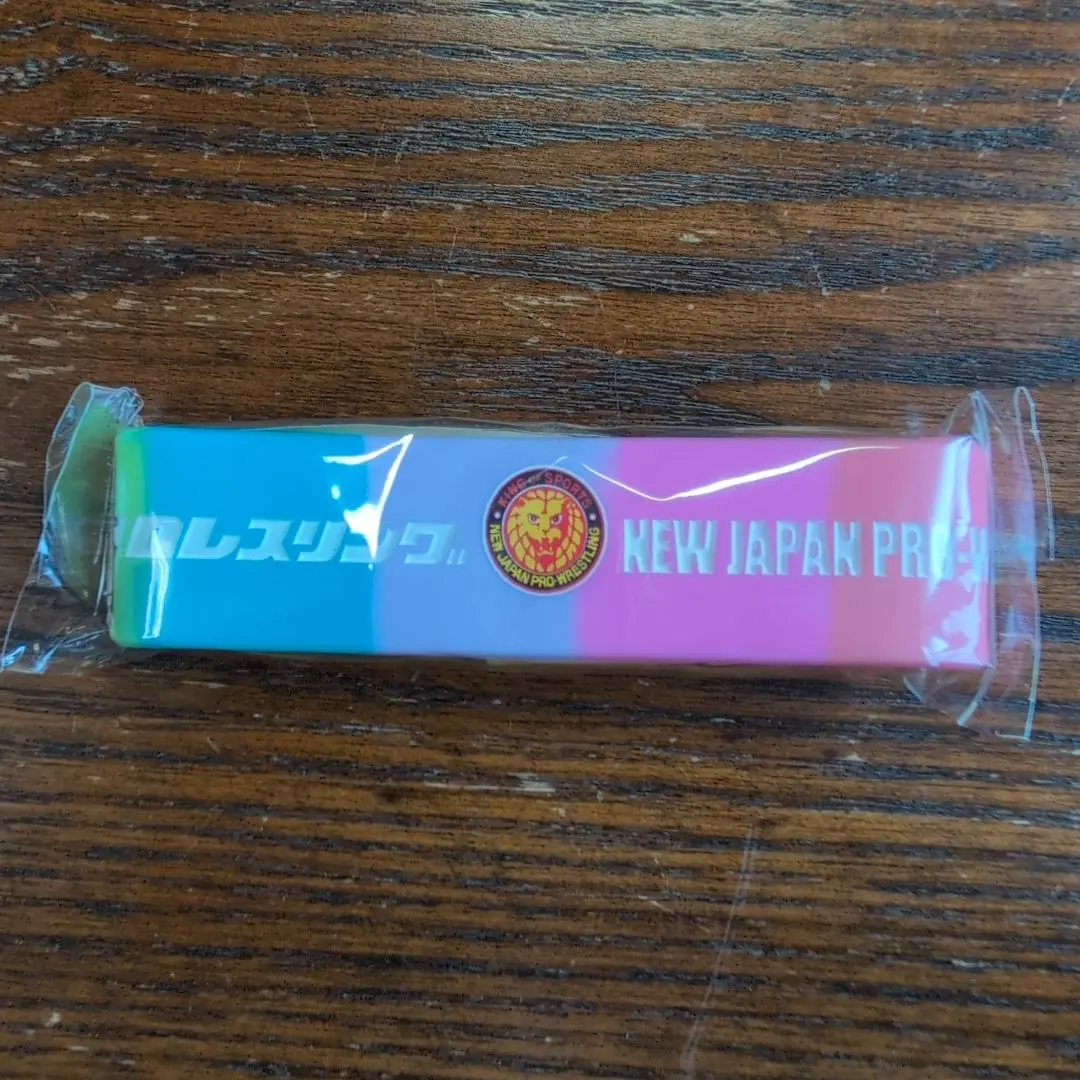 ロレスリング
KING OF SPORTS
NEW JAPAN PRO-WRESTLING
NEW JAPAN PRO-